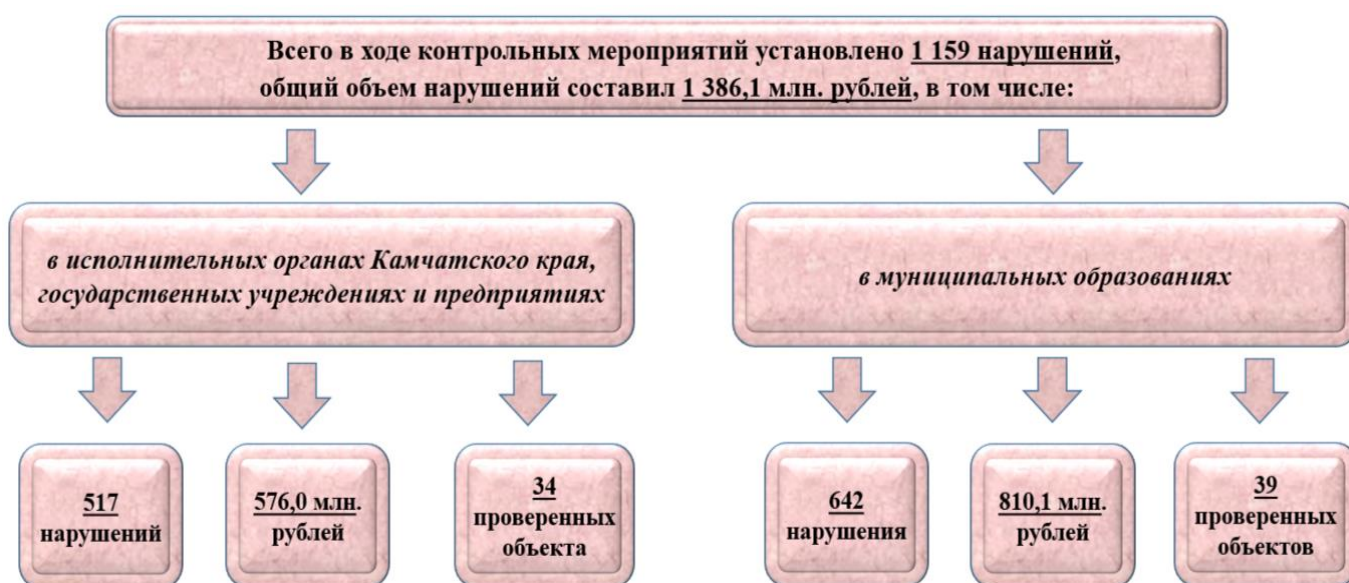 Всего в ходе контрольных мероприятий установлено 1 159 нарушений,
общий объем нарушений составил 1 386,1 млн. рублей, в том числе:
в исполнительных органах Камчатского края,
государственных учреждениях и предприятиях
в муниципальных образованиях
517
нарушений
576,0 млн.
рублей
34
проверенных
объекта
642
нарушения
810,1 млн.
рублей
39
проверенных
объектов